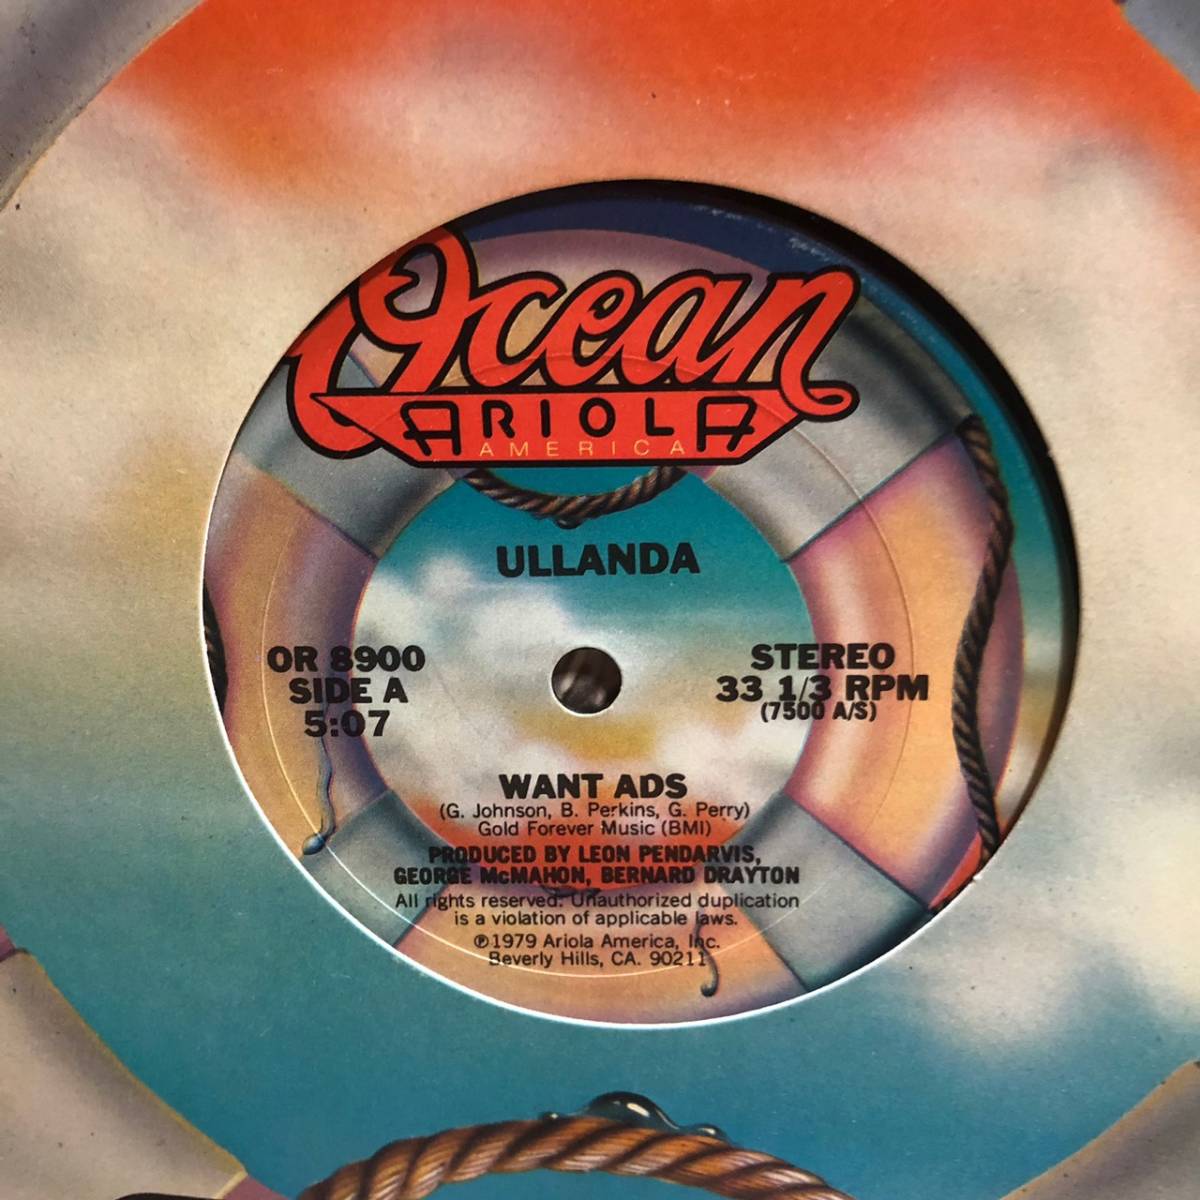 Ocean
ARIOLA
AMERICA
ULLANDA
OR 8900
SIDE A
5:07
STEREO
33 1/3 RPM
(7500 A/S)
WANT ADS
(G. Johnson, B. Perkins, G. Perry)
Gold Forever Music (BMI)
PRODUCED BY LEON PENDARVIS,
GEORGE McMAHON, BERNARD DRAYTON
All rights reserved. Unauthorized duplication
is a violation of applicable laws.
℗1979 Ariola America, Inc.
Beverly Hills, CA. 90211